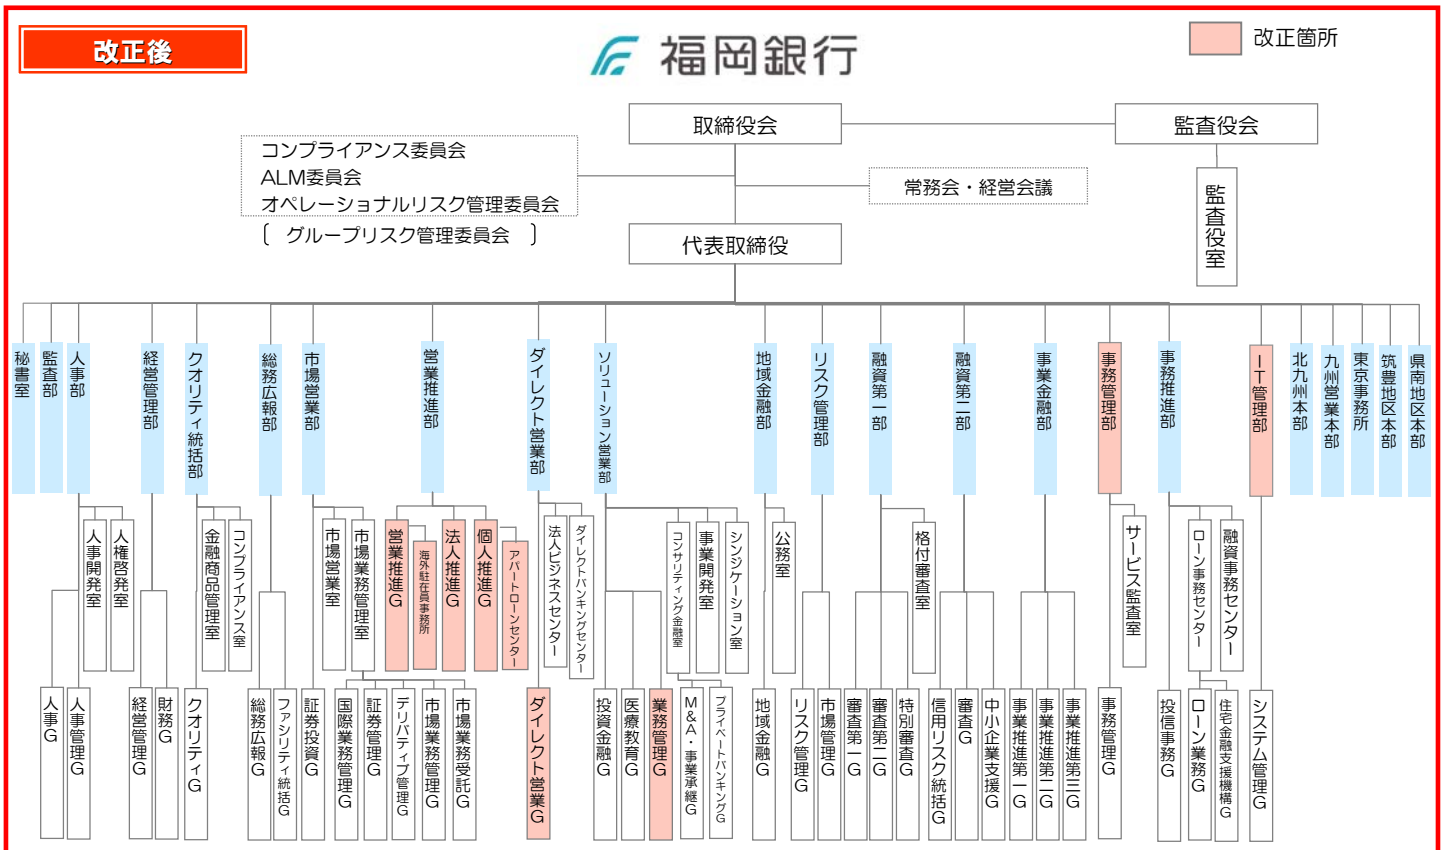 改正後
福岡銀行
改正箇所
取締役会
監査役会
コンプライアンス委員会
ALM委員会
オペレーショナルリスク管理委員会
〔 グループリスク管理委員会 〕
常務会・経営会議
監査役室
代表取締役
秘書室
監査部
人事部
経営管理部
クオリティ統括部
総務広報部
市場営業部
営業推進部
ダイレクト営業部
ソリューション営業部
地域金融部
リスク管理部
融資第一部
融資第二部
事業金融部
事務管理部
事務推進部
IT管理部
北九州本部
九州営業本部
東京事務所
筑豊地区本部
県南地区本部
人事開発室
人権啓発室
金融商品管理室
コンプライアンス室
市場営業室
市場業務管理室
営業推進G
海外駐在員事務所
法人推進G
個人推進G
アパートローンセンター
法人ビジネスセンター
ダイレクトバンキングセンター
コンサルティング金融室
事業開発室
シンジケーション室
公務室
格付審査室
サービス監査室
ローン事務センター
融資事務センター
人事G
人事管理G
経営管理G
財務G
クオリティG
総務広報G
ファシリティ統括G
証券投資G
国際業務管理G
証券管理G
デリバティブ管理G
市場業務管理G
市場業務受託G
ダイレクト営業G
投資金融G
医療教育G
業務管理G
M&A・事業承継G
プライベートバンキングG
地域金融G
リスク管理G
市場管理G
審査第一G
審査第二G
特別審査G
信用リスク統括G
審査G
中小企業支援G
事業推進第一G
事業推進第二G
事業推進第三G
事務管理G
投信事務G
ローン業務G
住宅金融支援機構G
システム管理G